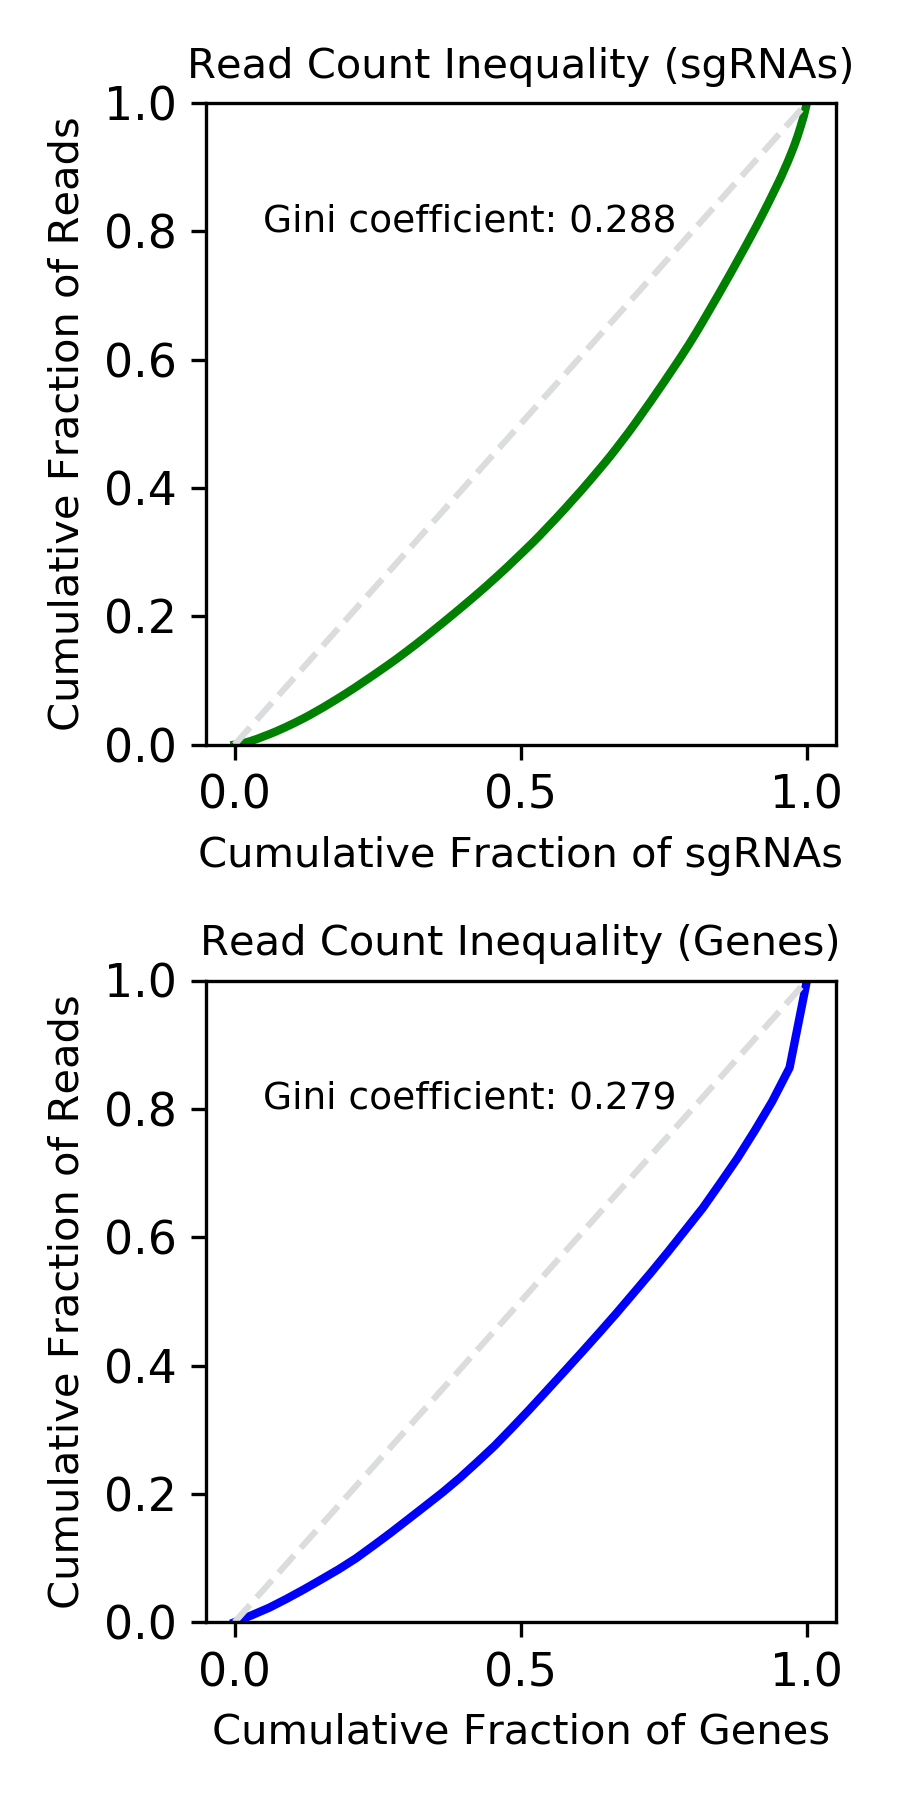 Read Count Inequality (sgRNAs)
Cumulative Fraction of Reads
1.0
0.8
0.6
0.4
0.2
0.0
Gini coefficient: 0.288
0.0 0.5 1.0
Cumulative Fraction of sgRNAs
Read Count Inequality (Genes)
Cumulative Fraction of Reads
1.0
0.8
0.6
0.4
0.2
0.0
Gini coefficient: 0.279
0.0 0.5 1.0
Cumulative Fraction of Genes